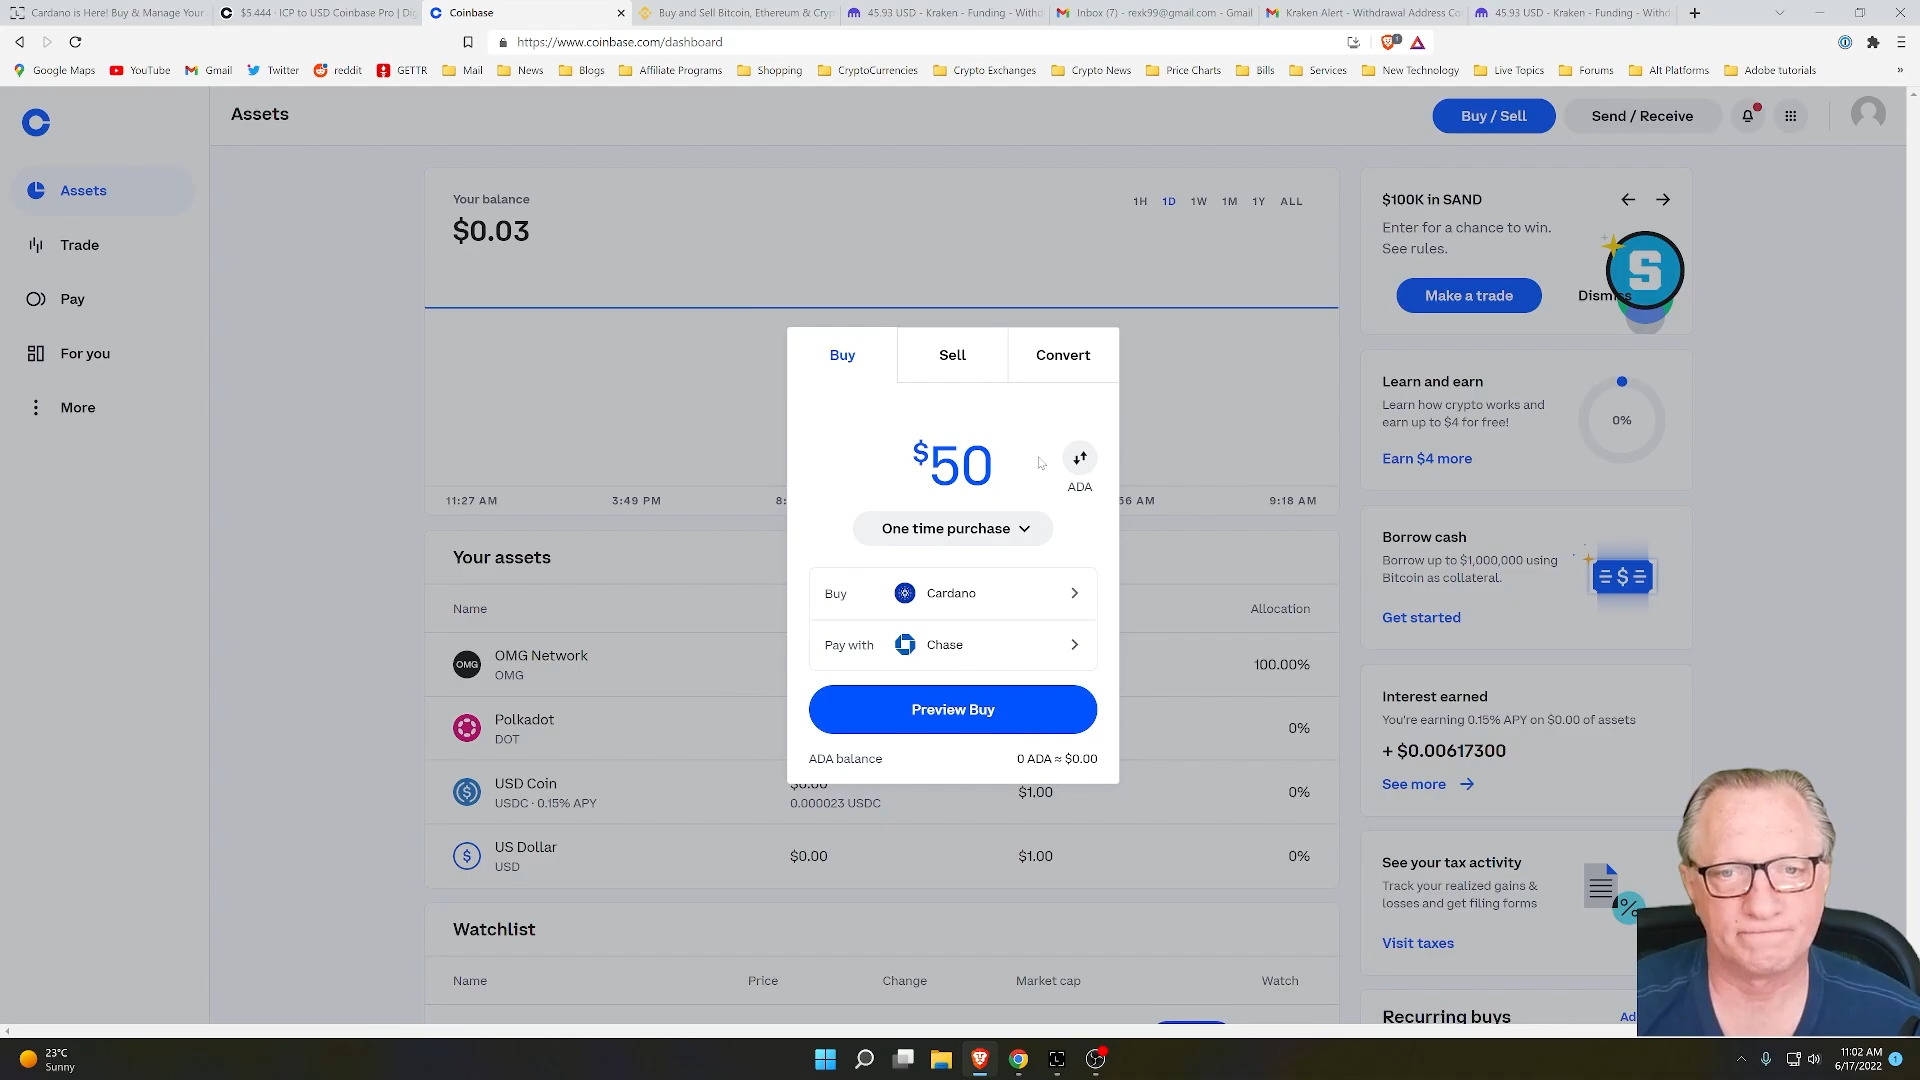 Cardano is Here! Buy & Manage Your
$5.444 - ICP to USD Coinbase Pro | Dig
Coinbase
Buy and Sell Bitcoin, Ethereum & Cryp
45.93 USD - Kraken - Funding - Withd
Inbox (7) - rexk99@gmail.com - Gmail
Kraken Alert - Withdrawal Address Co
45.93 USD - Kraken - Funding - Withd
https://www.coinbase.com/dashboard
1
Google Maps
YouTube
Gmail
Twitter
reddit
GETTR
Mail
News
Blogs
Affiliate Programs
Shopping
CryptoCurrencies
Crypto Exchanges
Crypto News
Price Charts
Bills
Services
New Technology
Live Topics
Forums
Alt Platforms
Adobe tutorials
»
Assets
Buy / Sell
Send / Receive
Assets
Trade
Pay
For you
More
Your balance
$0.03
1H 1D 1W 1M 1Y ALL
11:27 AM
3:49 PM
8:
56 AM
9:18 AM
Buy
Sell
Convert
$50
ADA
One time purchase
Buy
Cardano
Pay with
Chase
Preview Buy
ADA balance
0 ADA ≈ $0.00
Your assets
Name
Allocation
OMG
OMG Network
OMG
100.00%
Polkadot
DOT
0%
USD Coin
USDC · 0.15% APY
$0.00
0.000023 USDC
$1.00
0%
US Dollar
USD
$0.00
$1.00
0%
Watchlist
Name
Price
Change
Market cap
Watch
$100K in SAND
Enter for a chance to win.
See rules.
Make a trade
Dismiss
Learn and earn
Learn how crypto works and
earn up to $4 for free!
0%
Earn $4 more
Borrow cash
Borrow up to $1,000,000 using
Bitcoin as collateral.
Get started
Interest earned
You're earning 0.15% APY on $0.00 of assets
+ $0.00617300
See more
See your tax activity
Track your realized gains &
losses and get filing forms
Visit taxes
Recurring buys
Ad
23°C
Sunny
11:02 AM
6/17/2022
1